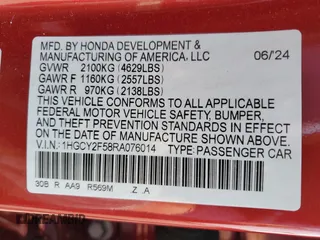 MFD. BY HONDA DEVELOPMENT &
MANUFACTURING OF AMERICA, LLC 06/24
GVWR 2100KG (4629LBS)
GAWR F 1160KG (2557LBS)
GAWR R 970KG (2138LBS)
THIS VEHICLE CONFORMS TO ALL APPLICABLE
FEDERAL MOTOR VEHICLE SAFETY, BUMPER,
AND THEFT PREVENTION STANDARDS IN EFFECT
ON THE DATE OF MANUFACTURE SHOWN ABOVE.
V.I.N.: 1HGCY2F58RA076014 TYPE PASSENGER CAR
30B R AA9 R569M Z A